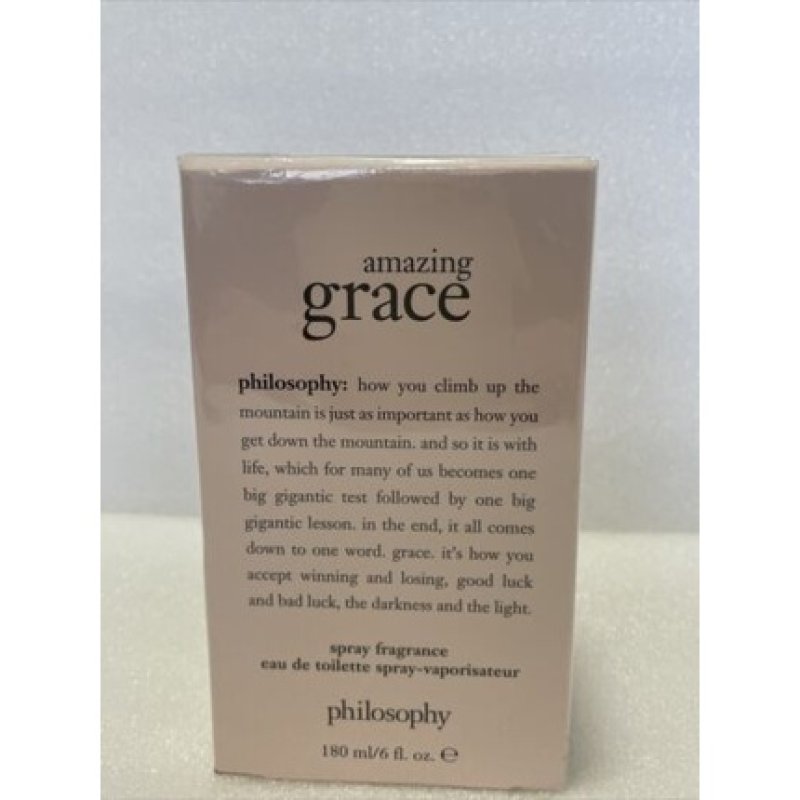 amazing
grace
philosophy: how you climb up the
mountain is just as important as how you
get down the mountain. and so it is with
life, which for many of us becomes one
big gigantic test followed by one big
gigantic lesson. in the end, it all comes
down to one word. grace. it's how you
accept winning and losing, good luck
and bad luck, the darkness and the light.
spray fragrance
eau de toilette spray-vaporisateur
philosophy
180 ml/6 fl. oz. ℮